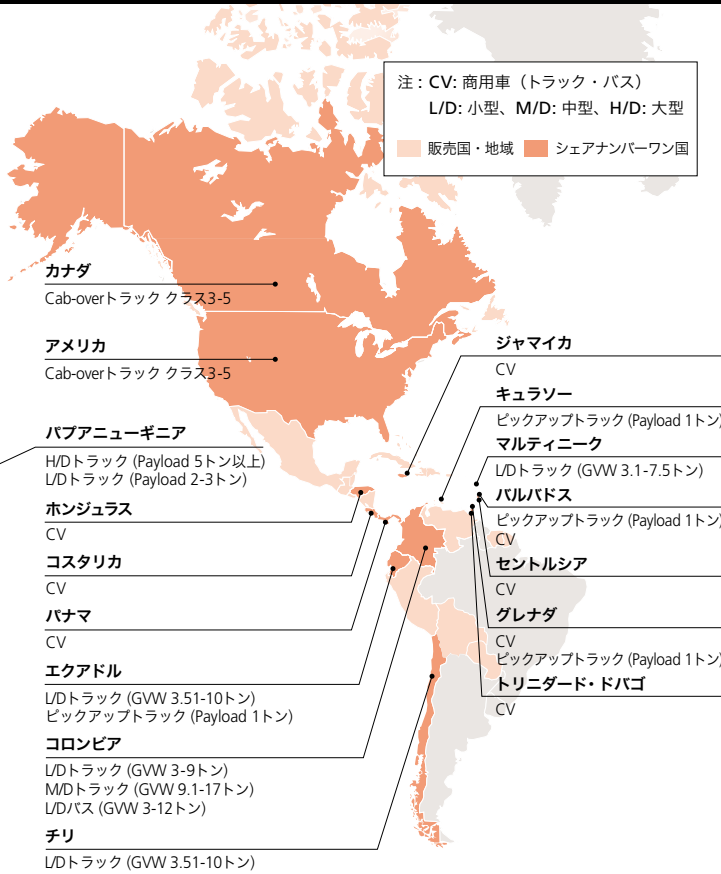 注 : CV: 商用車（トラック・バス）
L/D: 小型、M/D: 中型、H/D: 大型
販売国・地域 シェアナンバーワン国
カナダ
Cab-overトラック クラス3-5
アメリカ
Cab-overトラック クラス3-5
パプアニューギニア
H/Dトラック (Payload 5トン以上)
L/Dトラック (Payload 2-3トン)
ホンジュラス
CV
コスタリカ
CV
パナマ
CV
エクアドル
L/Dトラック (GVW 3.51-10トン)
ピックアップトラック (Payload 1トン)
コロンビア
L/Dトラック (GVW 3-9トン)
M/Dトラック (GVW 9.1-17トン)
L/Dバス (GVW 3-12トン)
チリ
L/Dトラック (GVW 3.51-10トン)
ジャマイカ
CV
キュラソー
ピックアップトラック (Payload 1トン)
マルティニーク
L/Dトラック (GVW 3.1-7.5トン)
バルバドス
ピックアップトラック (Payload 1トン)
CV
セントルシア
CV
グレナダ
CV
ピックアップトラック (Payload 1トン)
トリニダード・ドバゴ
CV